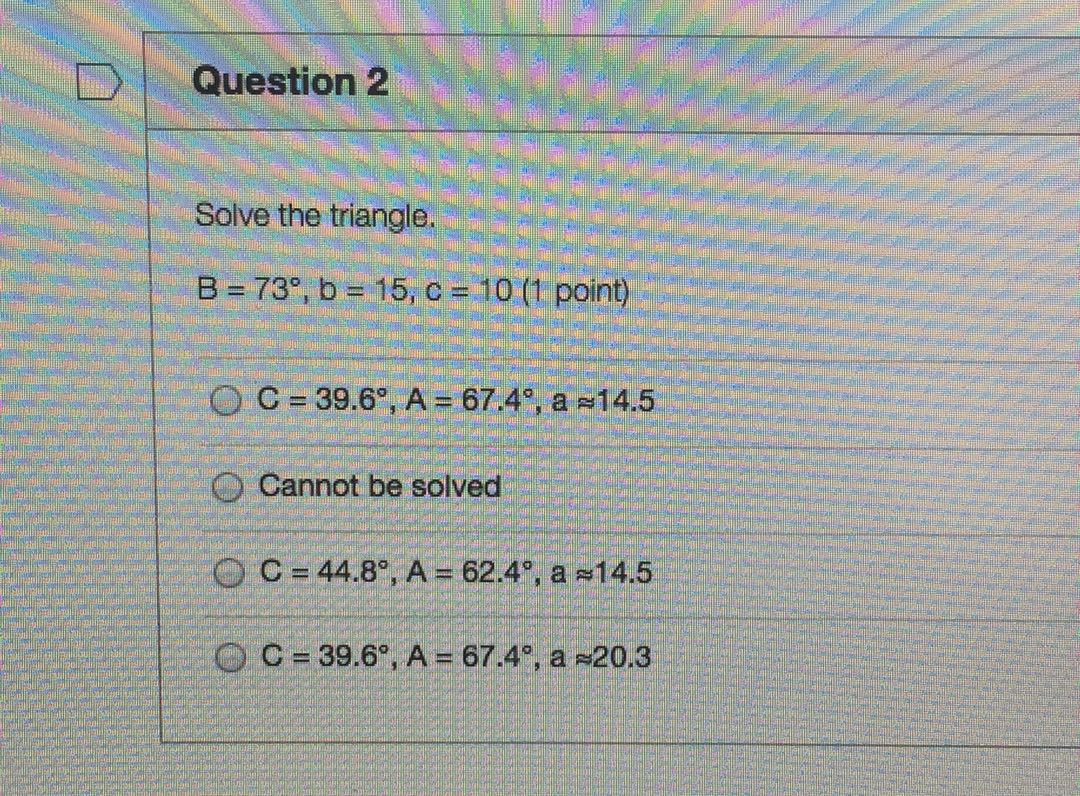 Question 2
Solve the triangle.
B = 73°, b = 15, c = 10 (1 point)
C = 39.6°, A = 67.4°, a ≈14.5
Cannot be solved
C = 44.8°, A = 62.4°, a ≈14.5
C = 39.6°, A = 67.4°, a ≈20.3